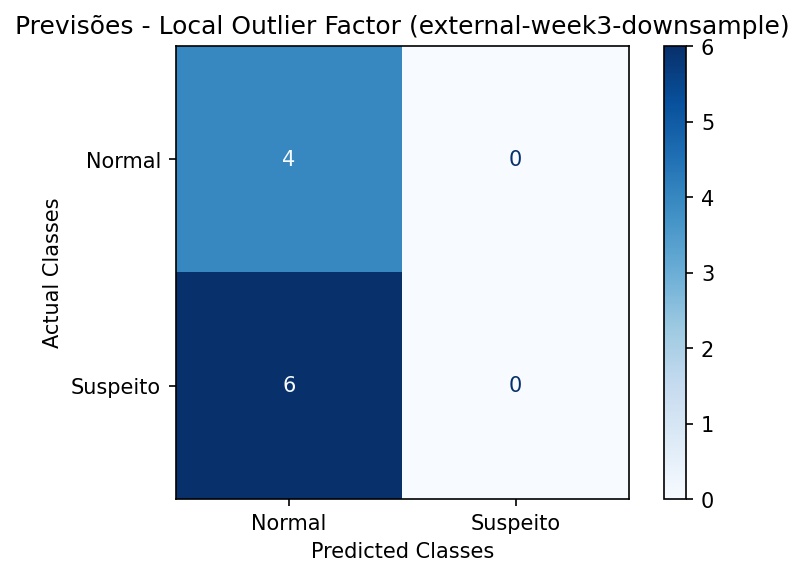 Previsões - Local Outlier Factor (external-week3-downsample)
Actual Classes
Normal
Suspeito
4
0
6
0
Normal
Suspeito
Predicted Classes
6
5
4
3
2
1
0